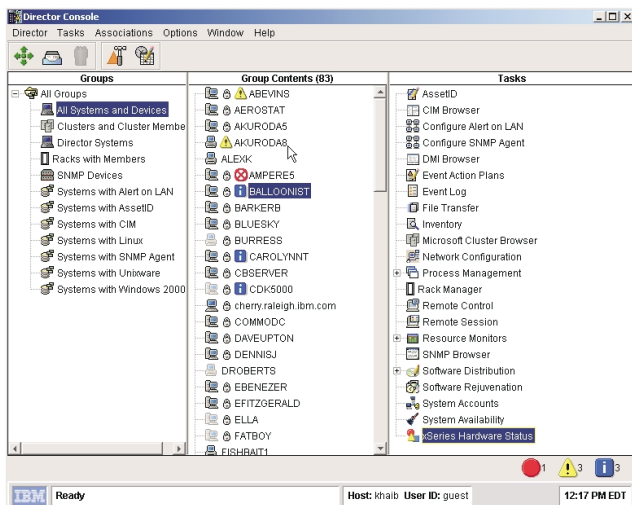 Director Console
Director Tasks Associations Options Window Help
Groups
All Groups
All Systems and Devices
Clusters and Cluster Membe
Director Systems
Racks with Members
SNMP Devices
Systems with Alert on LAN
Systems with AssetID
Systems with CIM
Systems with Linux
Systems with SNMP Agent
Systems with Unixware
Systems with Windows 2000
Group Contents (83)
ABEVINS
AEROSTAT
AKURODA5
AKURODA8
ALEXK
AMPERE5
BALLOONIST
BARKERB
BLUESKY
BURRESS
CAROLYNNT
CBSERVER
CDK5000
cherry.raleigh.ibm.com
COMMODC
DAVEUPTON
DENNISJ
DROBERTS
EBENEZER
EFITZGERALD
ELLA
FATBOY
FISHBAIT1
Tasks
AssetID
CIM Browser
Configure Alert on LAN
Configure SNMP Agent
DMI Browser
Event Action Plans
Event Log
File Transfer
Inventory
Microsoft Cluster Browser
Network Configuration
Process Management
Rack Manager
Remote Control
Remote Session
Resource Monitors
SNMP Browser
Software Distribution
Software Rejuvenation
System Accounts
System Availability
xSeries Hardware Status
1 3 3
IBM Ready Host: khaib User ID: guest 12:17 PM EDT